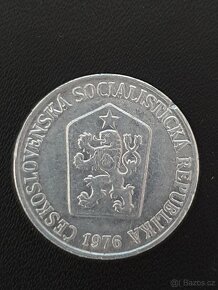 ČESKOSLOVENSKÁ SOCIALISTICKÁ REPUBLIKA
1976
Bazos.cz